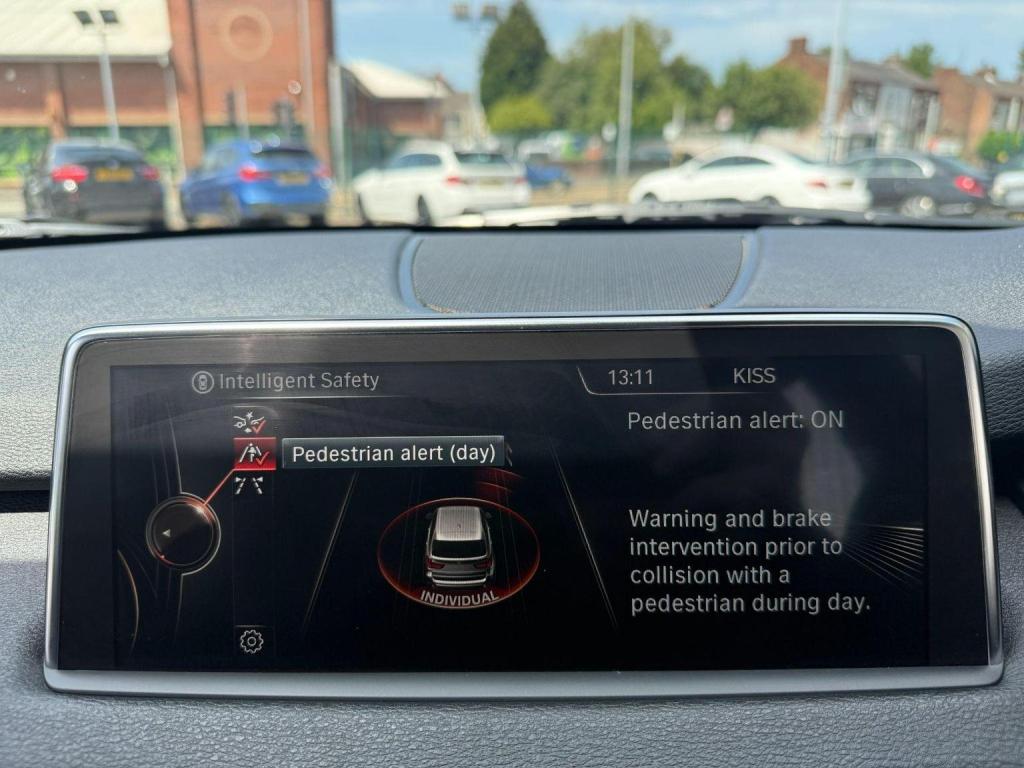 Intelligent Safety
13:11 KISS
Pedestrian alert: ON
Pedestrian alert (day)
Warning and brake
intervention prior to
collision with a
pedestrian during day.
INDIVIDUAL